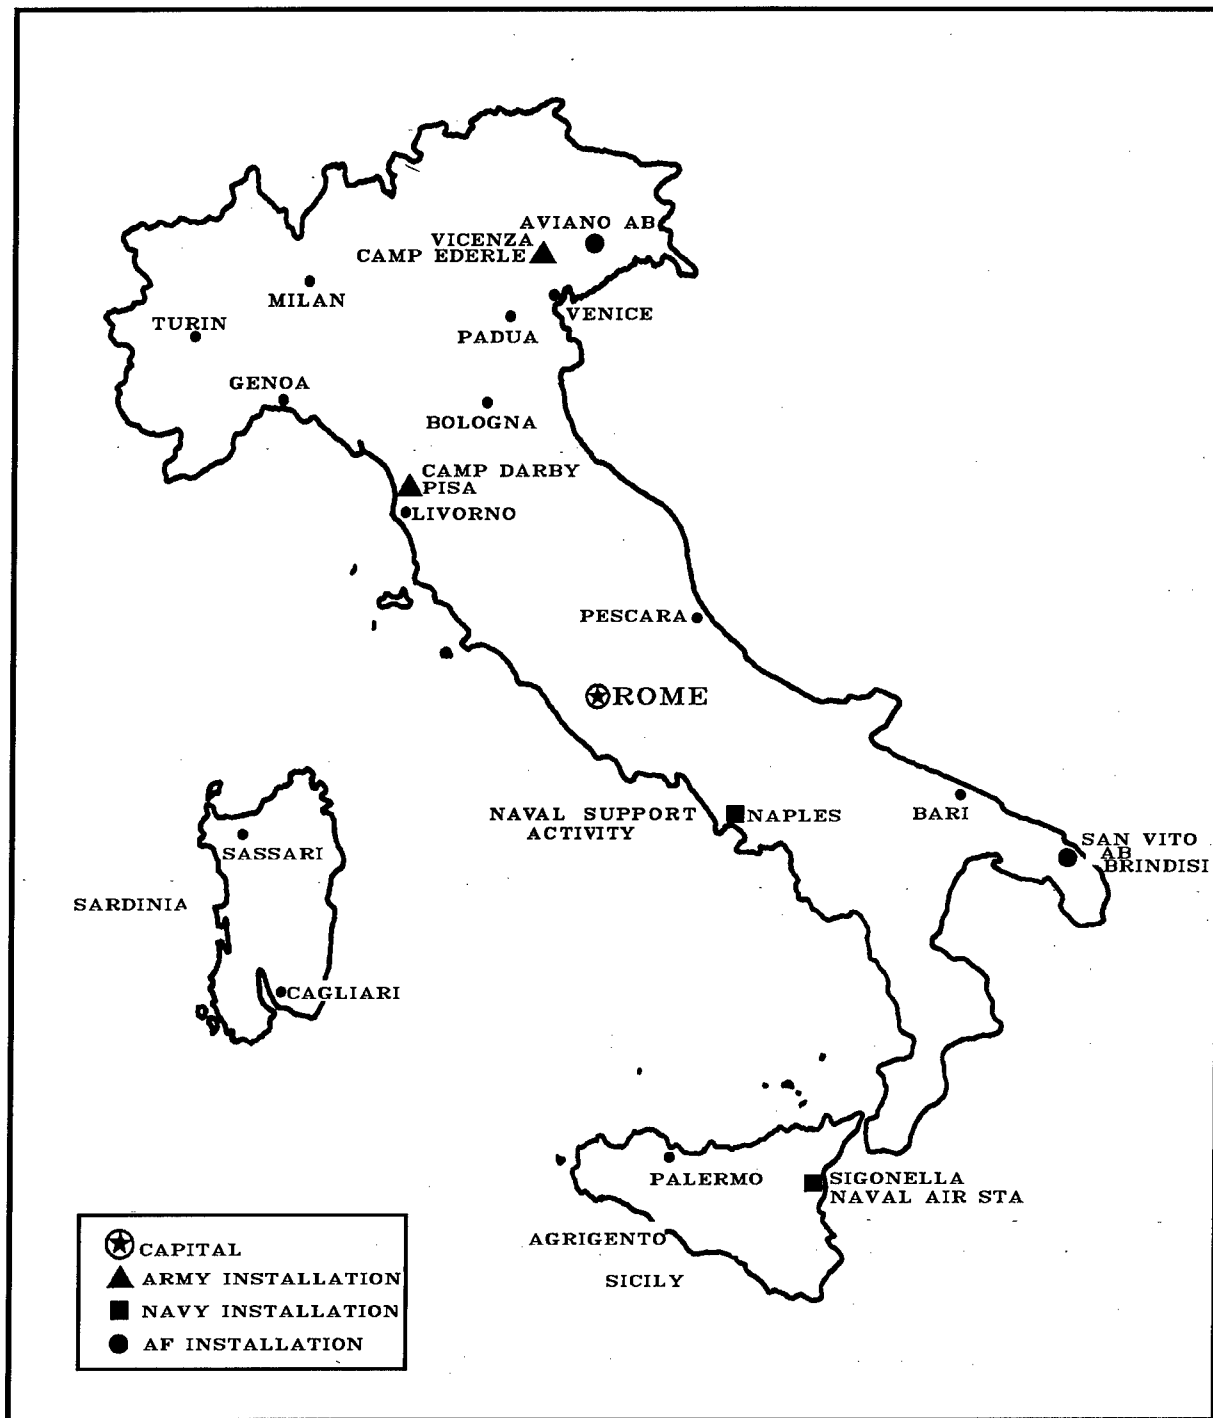 AVIANO AB
VICENZA
CAMP EDERLE
MILAN
VENICE
TURIN
PADUA
GENOA
BOLOGNA
CAMP DARBY
PISA
LIVORNO
PESCARA
ROME
NAVAL SUPPORT
ACTIVITY
NAPLES
BARI
SAN VITO
AB
BRINDISI
SASSARI
SARDINIA
CAGLIARI
PALERMO
SIGONELLA
NAVAL AIR STA
AGRIGENTO
SICILY
CAPITAL
ARMY INSTALLATION
NAVY INSTALLATION
AF INSTALLATION